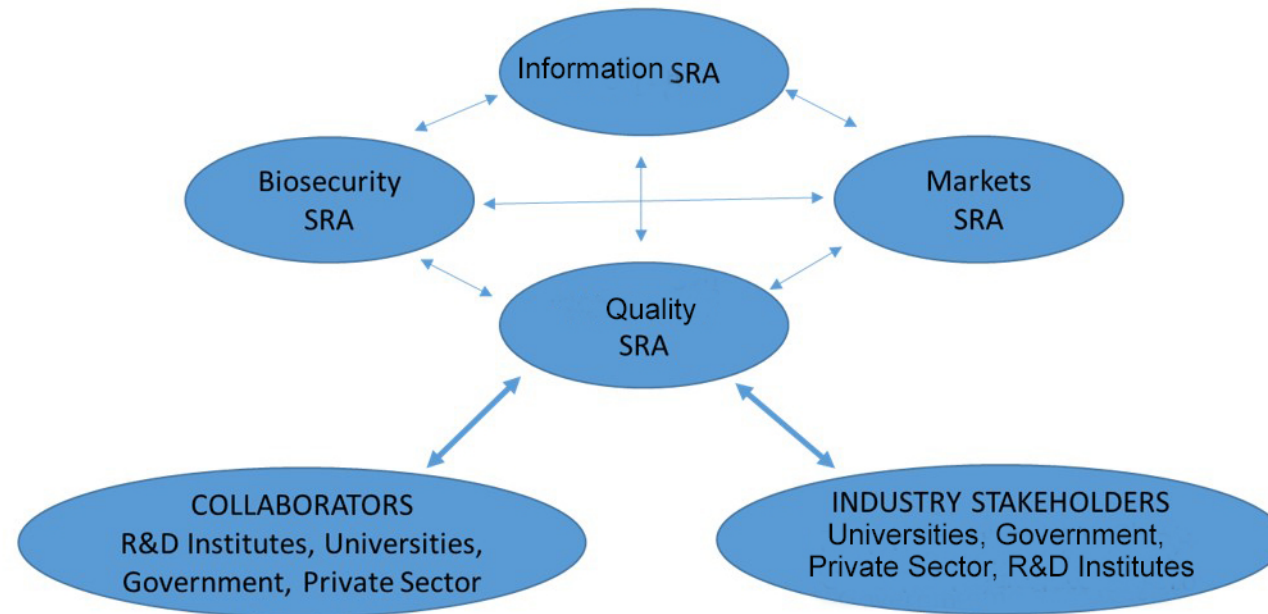 Information SRA
Biosecurity
SRA
Markets
SRA
Quality
SRA
COLLABORATORS
R&D Institutes, Universities,
Government, Private Sector
INDUSTRY STAKEHOLDERS
Universities, Government,
Private Sector, R&D Institutes